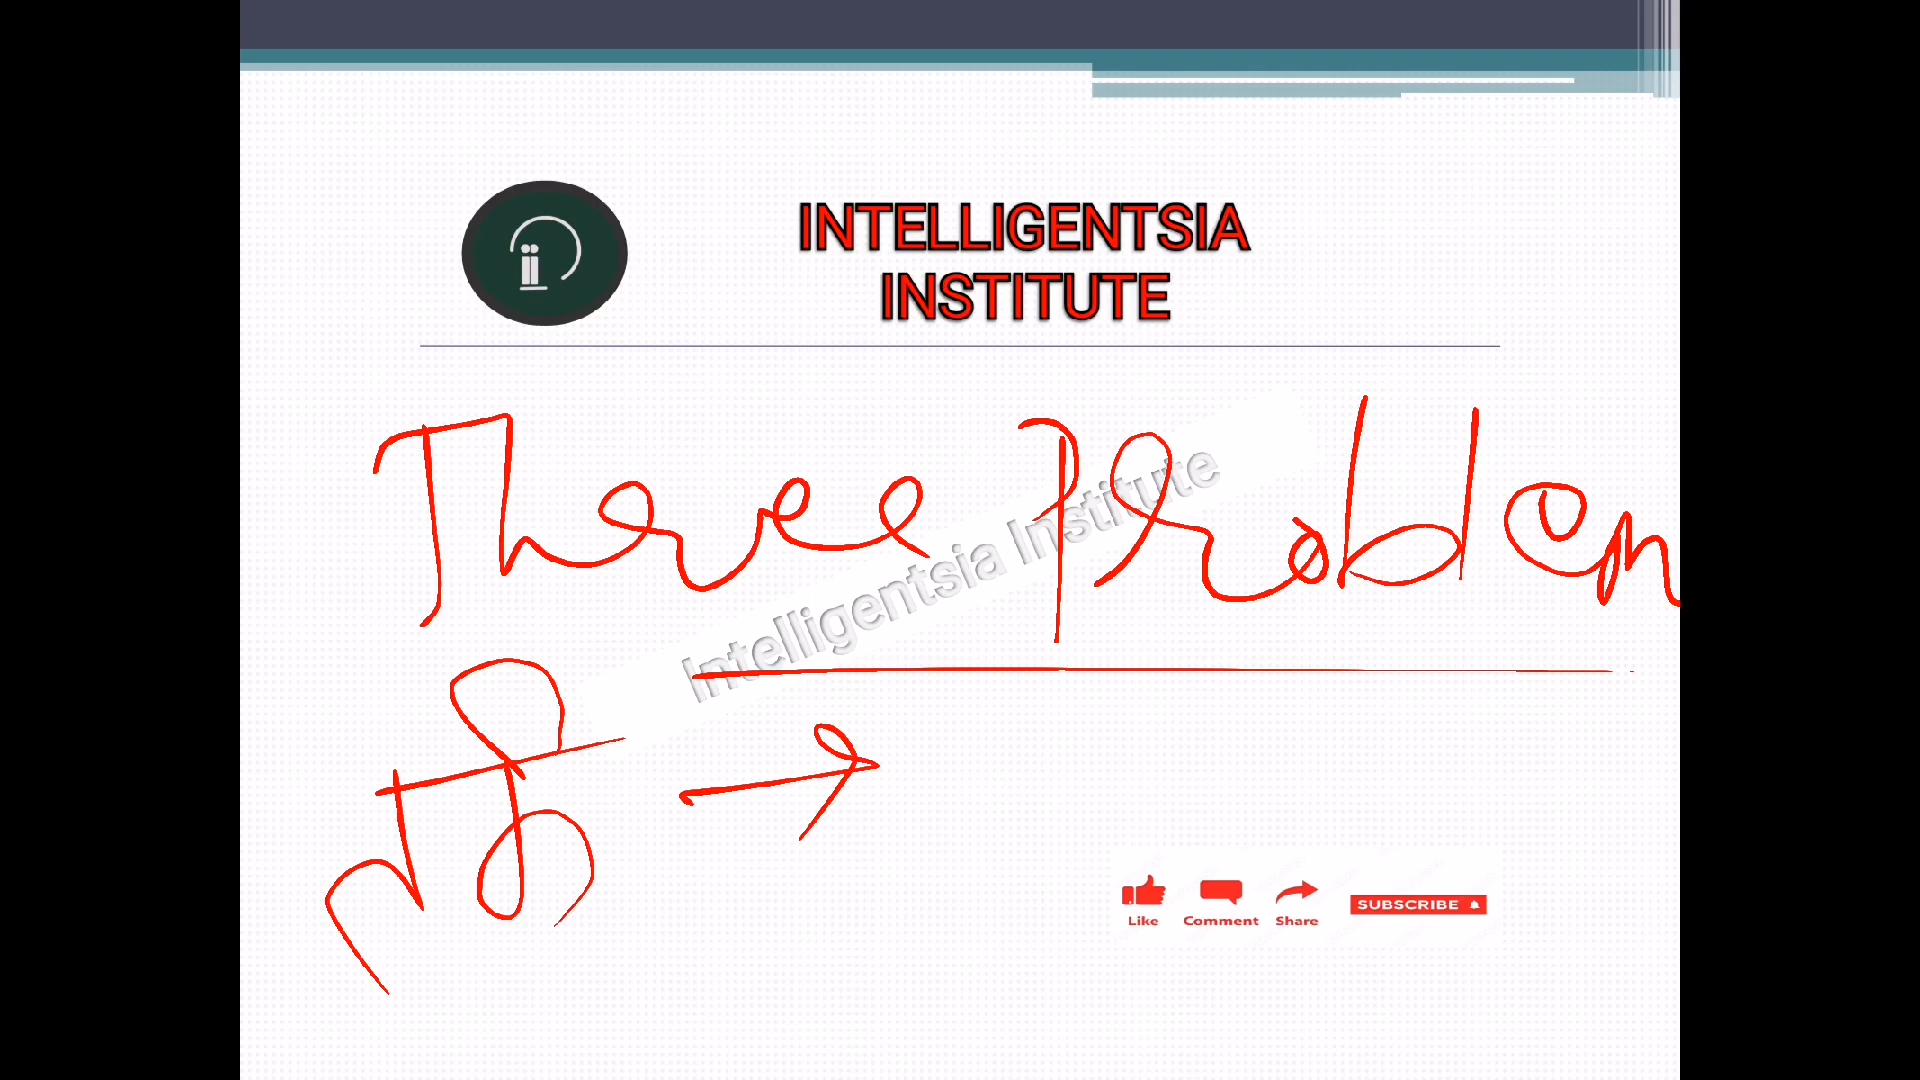 INTELLIGENTSIA
INSTITUTE
Three Problem
Intelligentsia Institute
Like Comment Share SUBSCRIBE